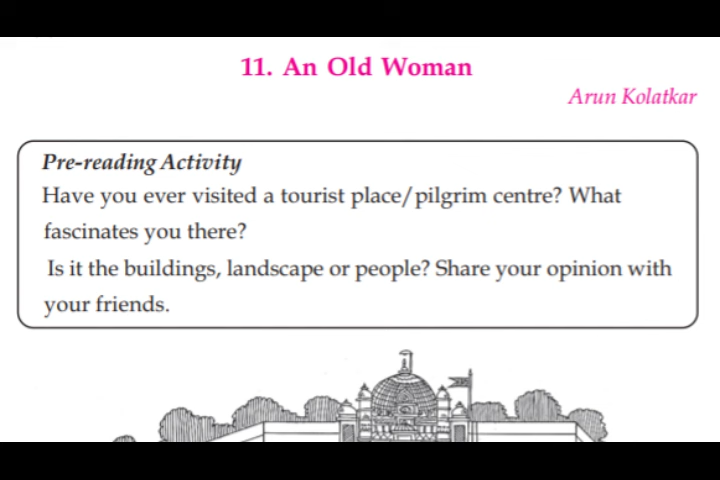 11. An Old Woman
Arun Kolatkar
Pre-reading Activity
Have you ever visited a tourist place/pilgrim centre? What
fascinates you there?
Is it the buildings, landscape or people? Share your opinion with
your friends.